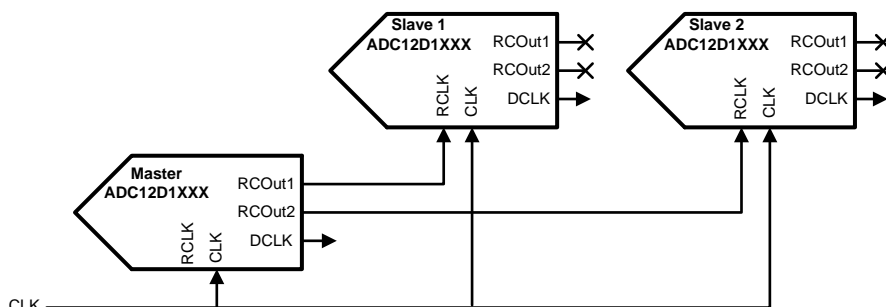 Slave 1
ADC12D1XXX
RCOut1
RCOut2
DCLK
RCLK
CLK
Slave 2
ADC12D1XXX
RCOut1
RCOut2
DCLK
RCLK
CLK
Master
ADC12D1XXX
RCOut1
RCOut2
DCLK
RCLK
CLK
CLK